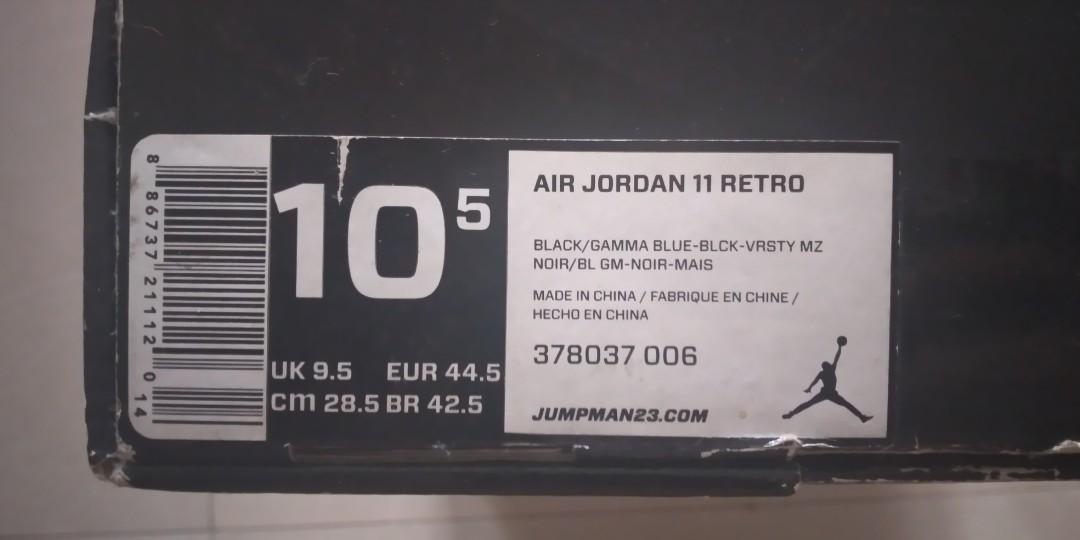 8 86737 21112 0 14
10 5
UK 9.5 EUR 44.5
cm 28.5 BR 42.5
AIR JORDAN 11 RETRO
BLACK/GAMMA BLUE-BLCK-VRSTY MZ
NOIR/BL GM-NOIR-MAIS
MADE IN CHINA / FABRIQUE EN CHINE /
HECHO EN CHINA
378037 006
JUMPMAN23.COM